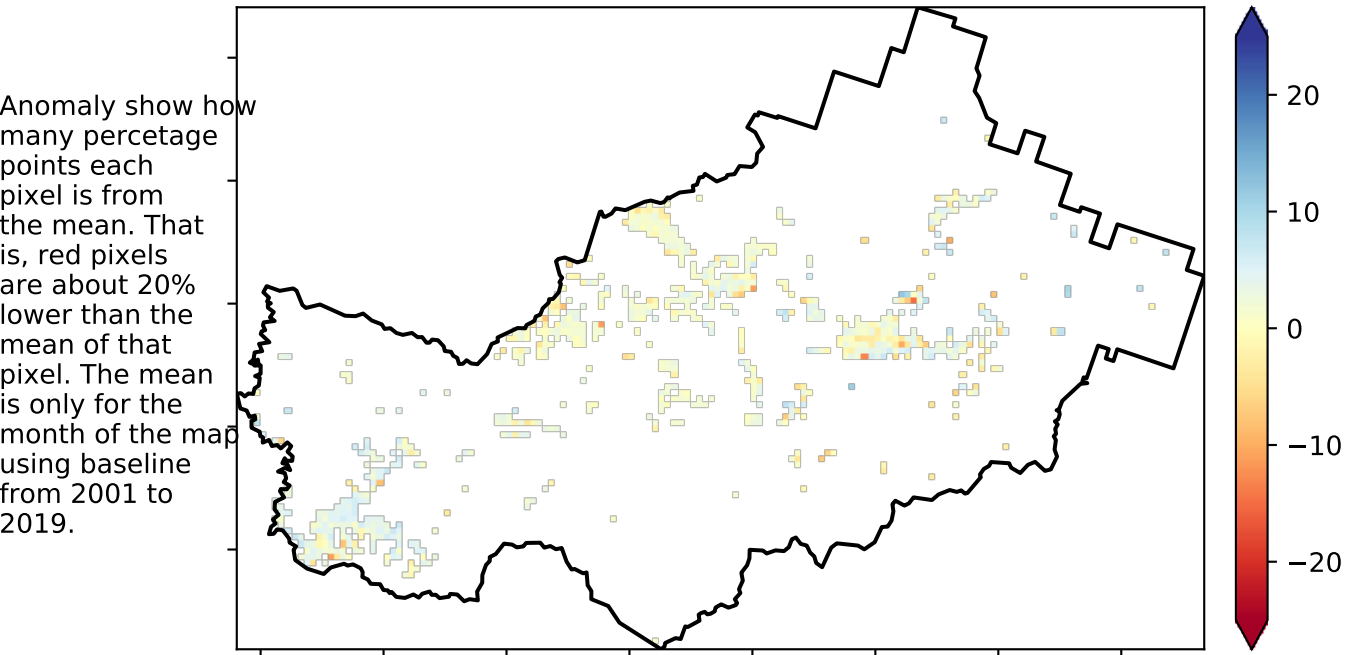 Anomaly show how
many percetage
points each
pixel is from
the mean. That
is, red pixels
are about 20%
lower than the
mean of that
pixel. The mean
is only for the
month of the map
using baseline
from 2001 to
2019.
20
10
0
−10
−20